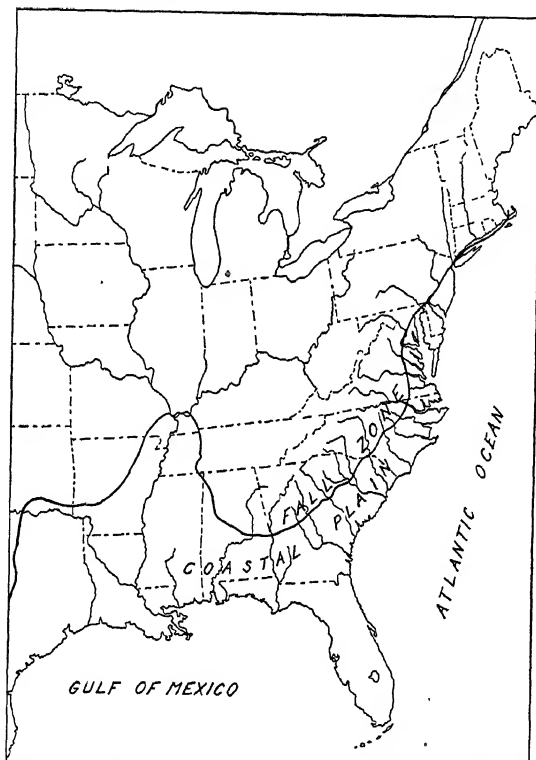 FALL ZONE
COASTAL PLAIN
ATLANTIC OCEAN
GULF OF MEXICO